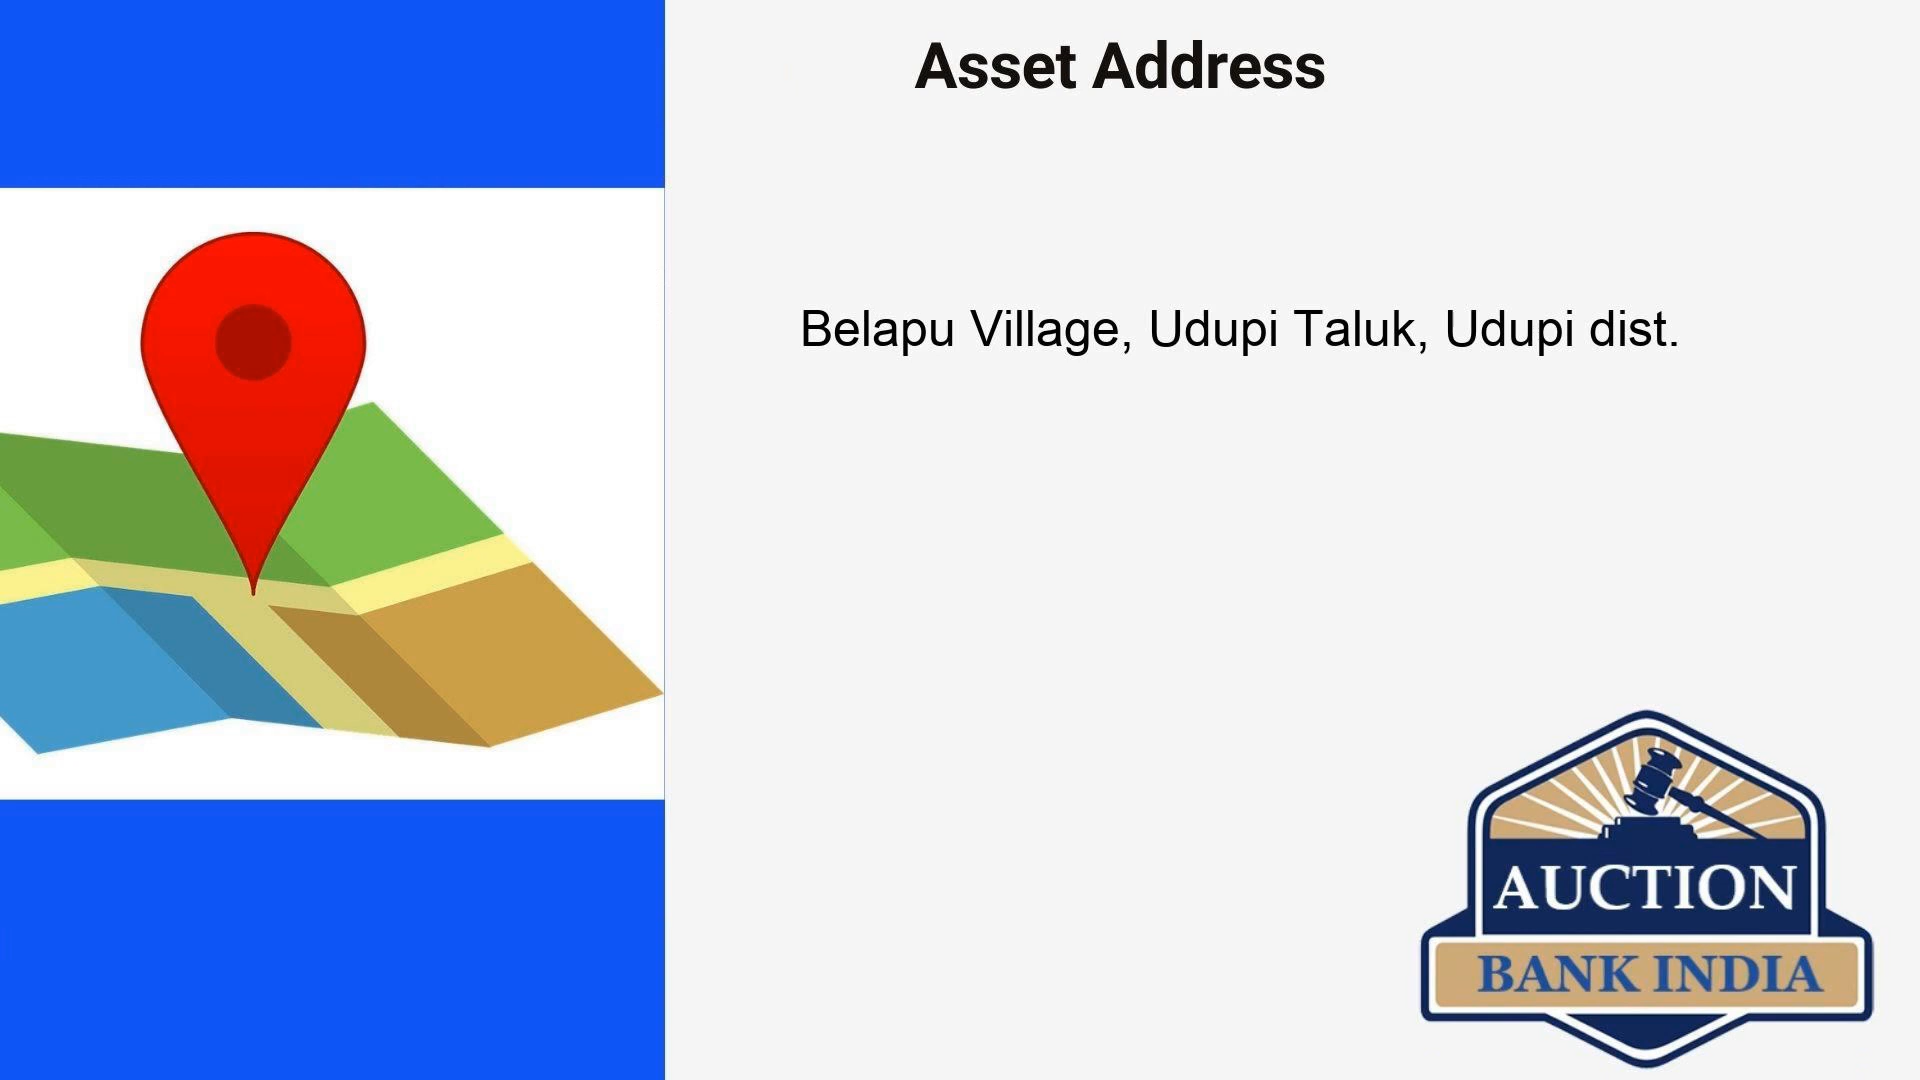 Asset Address
Belapu Village, Udupi Taluk, Udupi dist.
AUCTION
BANK INDIA